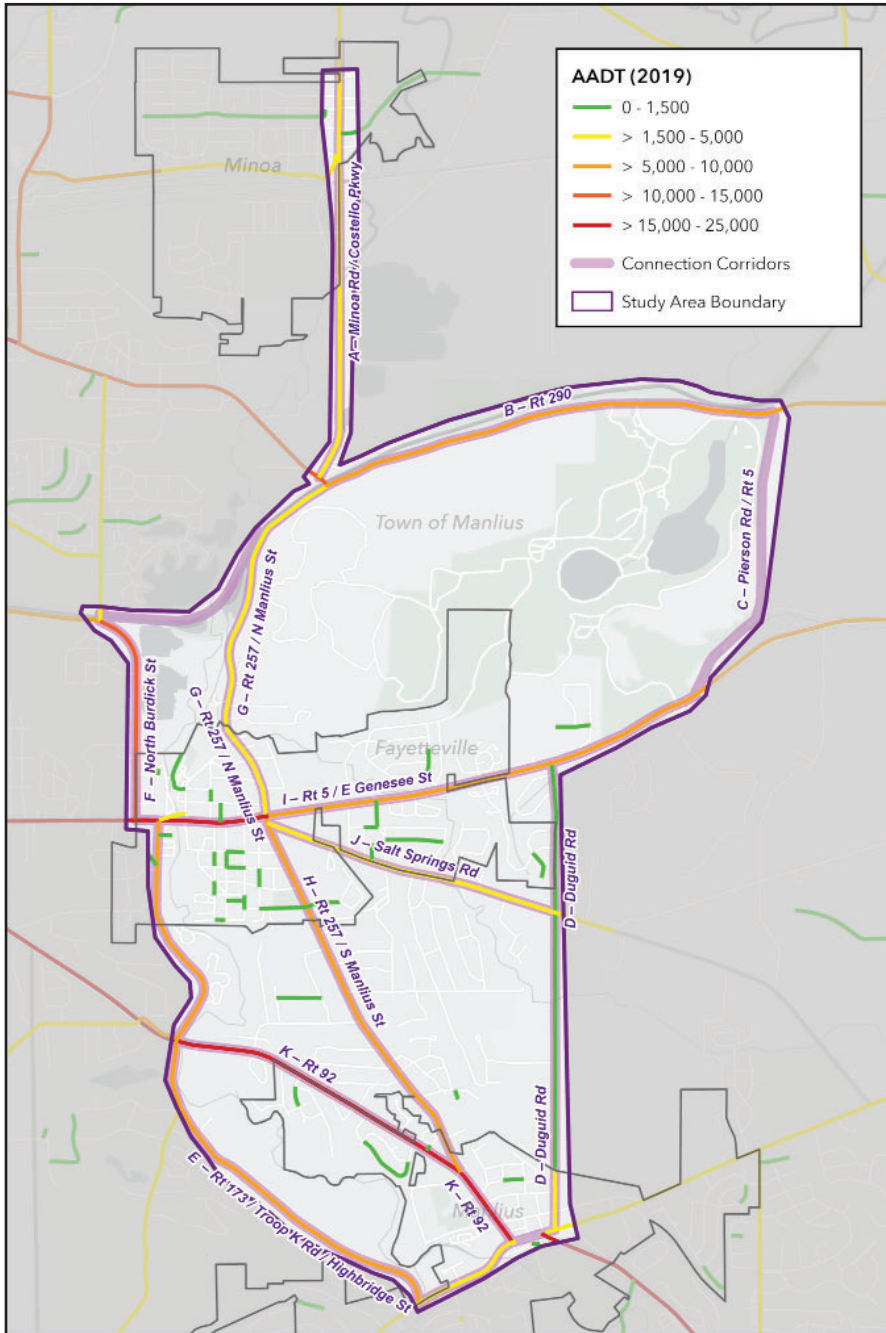 AADT (2019)
0 - 1,500
> 1,500 - 5,000
> 5,000 - 10,000
> 10,000 - 15,000
> 15,000 - 25,000
Connection Corridors
Study Area Boundary
Minoa
A – Minoa Rd / Costello Pkwy
B – Rt 290
Town of Manlius
C – Pierson Rd / Rt 5
G – Rt 257 / N Manlius St
F – North Burdick St
G – Rt 257 / N Manlius St
Fayetteville
I – Rt 5 / E Genesee St
J – Salt Springs Rd
D – Duguid Rd
H – Rt 257 / S Manlius St
K – Rt 92
D – Duguid Rd
E – Rt 173 / Troop K Rd / Highbridge St
K – Rt 92
Manlius